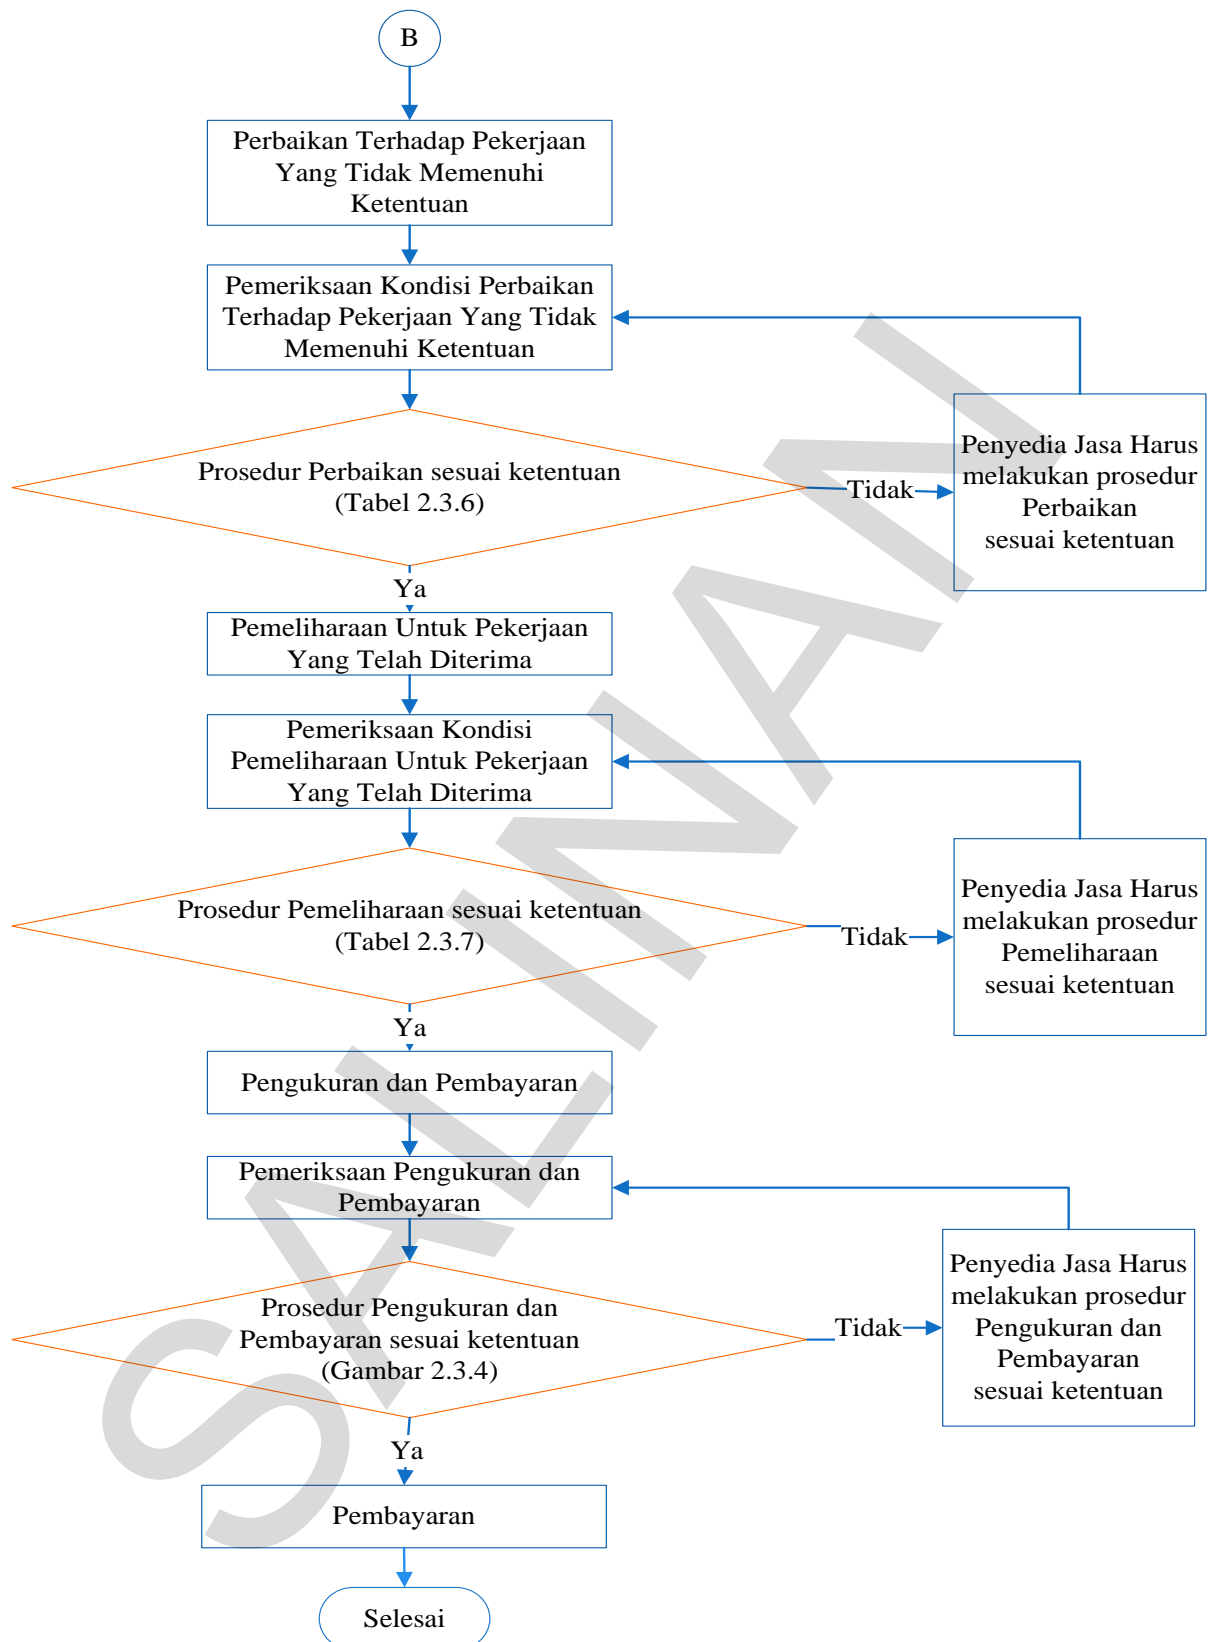 B
Perbaikan Terhadap Pekerjaan
Yang Tidak Memenuhi
Ketentuan
Pemeriksaan Kondisi Perbaikan
Terhadap Pekerjaan Yang Tidak
Memenuhi Ketentuan
Prosedur Perbaikan sesuai ketentuan
(Tabel 2.3.6)
Tidak
Penyedia Jasa Harus
melakukan prosedur
Perbaikan
sesuai ketentuan
Ya
Pemeliharaan Untuk Pekerjaan
Yang Telah Diterima
Pemeriksaan Kondisi
Pemeliharaan Untuk Pekerjaan
Yang Telah Diterima
Prosedur Pemeliharaan sesuai ketentuan
(Tabel 2.3.7)
Tidak
Penyedia Jasa Harus
melakukan prosedur
Pemeliharaan
sesuai ketentuan
Ya
Pengukuran dan Pembayaran
Pemeriksaan Pengukuran dan
Pembayaran
Prosedur Pengukuran dan
Pembayaran sesuai ketentuan
(Gambar 2.3.4)
Tidak
Penyedia Jasa Harus
melakukan prosedur
Pengukuran dan
Pembayaran
sesuai ketentuan
Ya
Pembayaran
Selesai
SALINAN